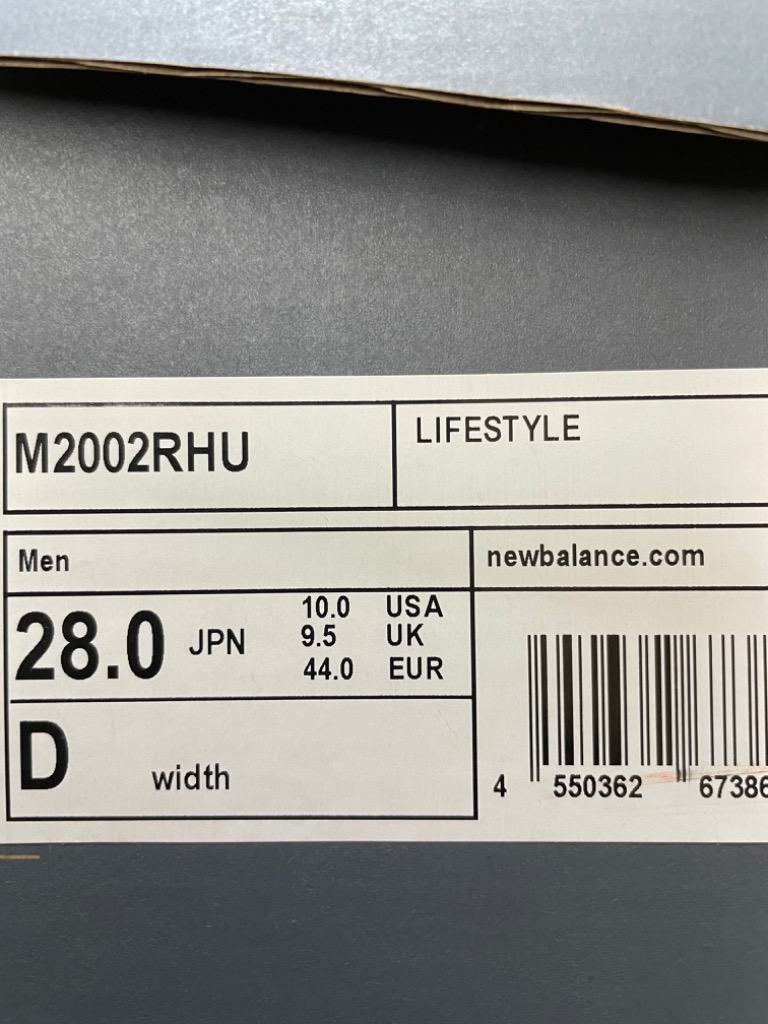 M2002RHU
LIFESTYLE
Men
newbalance.com
28.0 JPN
10.0 USA
9.5 UK
44.0 EUR
D width
4 550362 67386